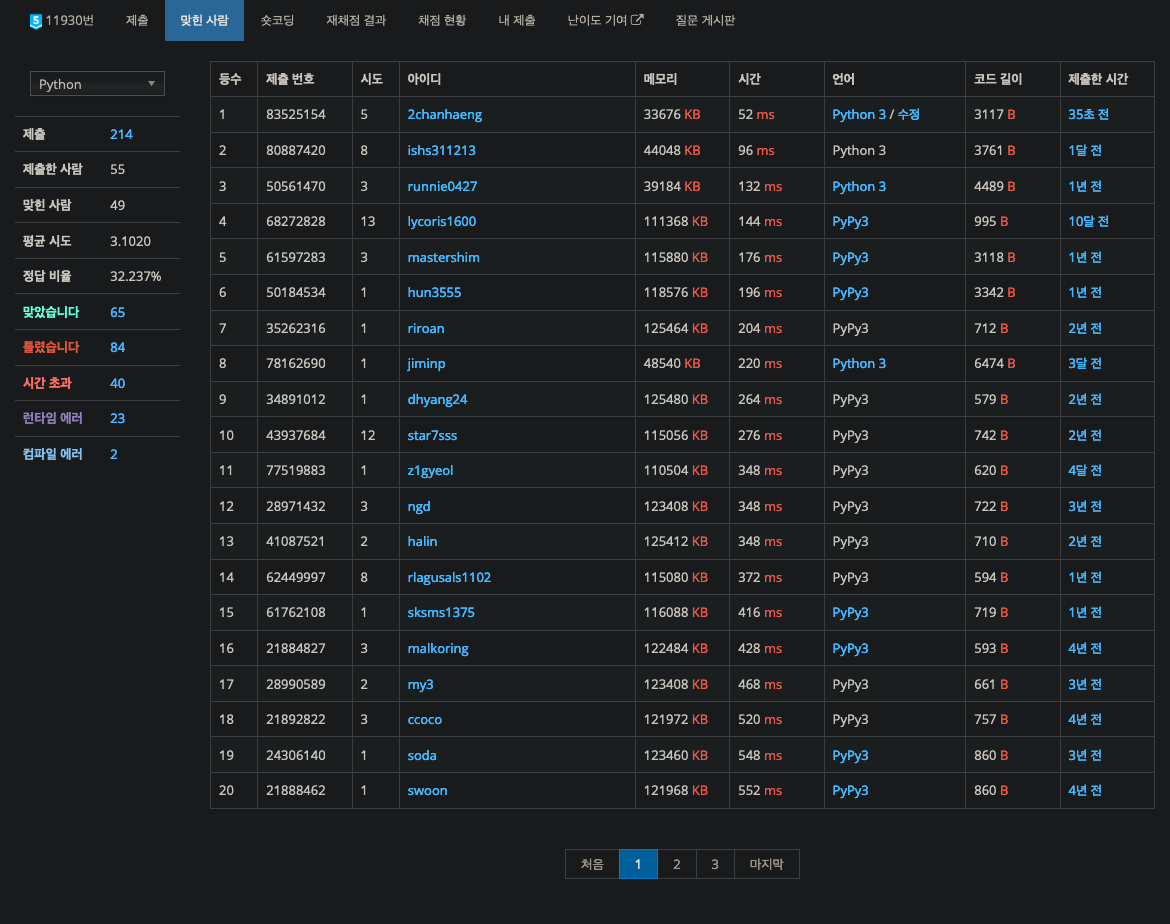 5 11930번 제출 맞힌 사람 숏코딩 재채점 결과 채점 현황 내 제출 난이도 기여 질문 게시판
Python
제출 214
제출한 사람 55
맞힌 사람 49
평균 시도 3.1020
정답 비율 32.237%
맞았습니다 65
틀렸습니다 84
시간 초과 40
런타임 에러 23
컴파일 에러 2
등수 제출 번호 시도 아이디 메모리 시간 언어 코드 길이 제출한 시간
1 83525154 5 2chanhaeng 33676 KB 52 ms Python 3 / 수정 3117 B 35초 전
2 80887420 8 ishs311213 44048 KB 96 ms Python 3 3761 B 1달 전
3 50561470 3 runnie0427 39184 KB 132 ms Python 3 4489 B 1년 전
4 68272828 13 lycoris1600 111368 KB 144 ms PyPy3 995 B 10달 전
5 61597283 3 mastershim 115880 KB 176 ms PyPy3 3118 B 1년 전
6 50184534 1 hun3555 118576 KB 196 ms PyPy3 3342 B 1년 전
7 35262316 1 riroan 125464 KB 204 ms PyPy3 712 B 2년 전
8 78162690 1 jiminp 48540 KB 220 ms Python 3 6474 B 3달 전
9 34891012 1 dhyang24 125480 KB 264 ms PyPy3 579 B 2년 전
10 43937684 12 star7sss 115056 KB 276 ms PyPy3 742 B 2년 전
11 77519883 1 z1gyeol 110504 KB 348 ms PyPy3 620 B 4달 전
12 28971432 3 ngd 123408 KB 348 ms PyPy3 722 B 3년 전
13 41087521 2 halin 125412 KB 348 ms PyPy3 710 B 2년 전
14 62449997 8 rlagusals1102 115080 KB 372 ms PyPy3 594 B 1년 전
15 61762108 1 sksms1375 116088 KB 416 ms PyPy3 719 B 1년 전
16 21884827 3 malkoring 122484 KB 428 ms PyPy3 593 B 4년 전
17 28990589 2 my3 123408 KB 468 ms PyPy3 661 B 3년 전
18 21892822 3 ccoco 121972 KB 520 ms PyPy3 757 B 4년 전
19 24306140 1 soda 123460 KB 548 ms PyPy3 860 B 3년 전
20 21888462 1 swoon 121968 KB 552 ms PyPy3 860 B 4년 전
처음 1 2 3 마지막